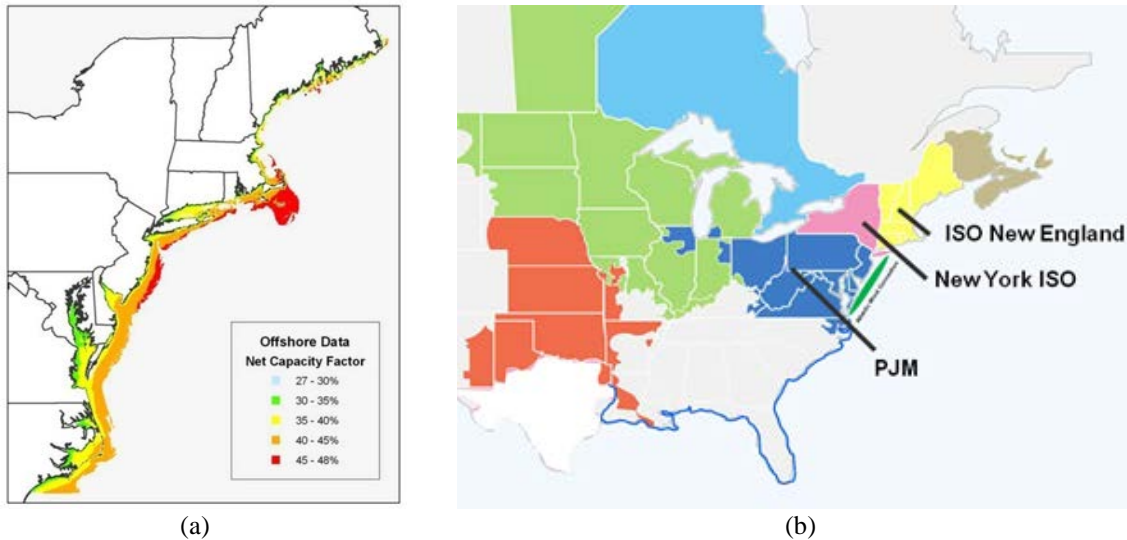 Offshore Data
Net Capacity Factor
27 - 30%
30 - 35%
35 - 40%
40 - 45%
45 - 48%
ISO New England
New York ISO
PJM
(a)
(b)